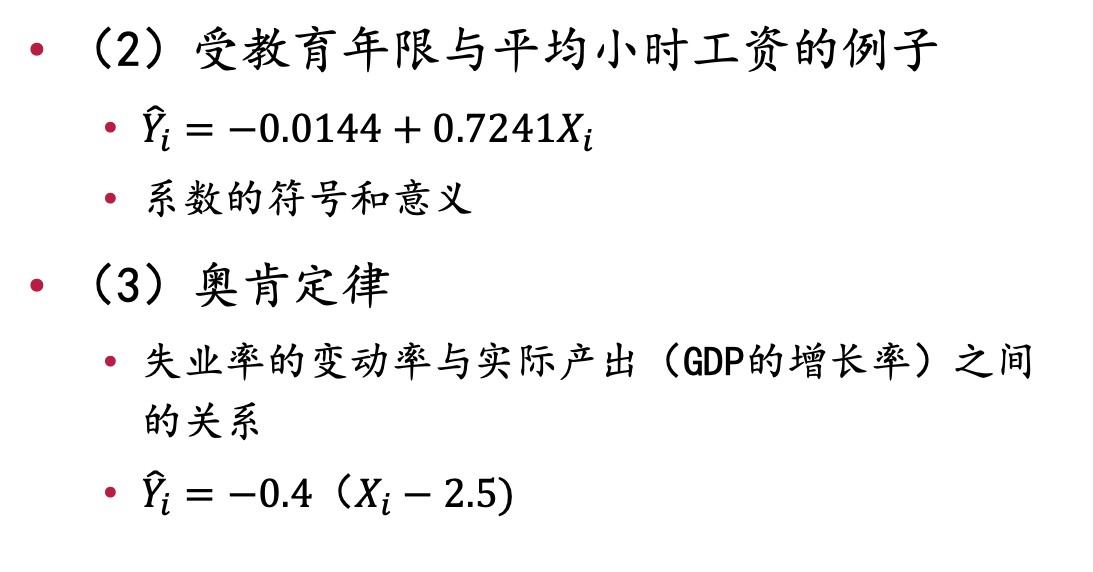 • （2）受教育年限与平均小时工资的例子
• Ŷᵢ = −0.0144 + 0.7241Xᵢ
• 系数的符号和意义
• （3）奥肯定律
• 失业率的变动率与实际产出（GDP的增长率）之间
的关系
• Ŷᵢ = −0.4（Xᵢ − 2.5)